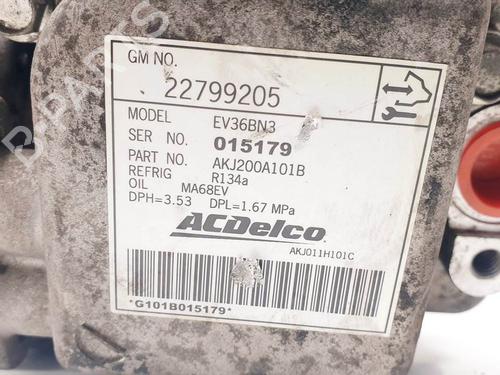 GM NO.
22799205
MODEL EV36BN3
SER NO. 015179
PART NO. AKJ200A101B
REFRIG R134a
OIL MA68EV
DPH=3.53 DPL=1.67 MPa
ACDelco
AKJ011H101C
*G101B015179*
B-PARTS